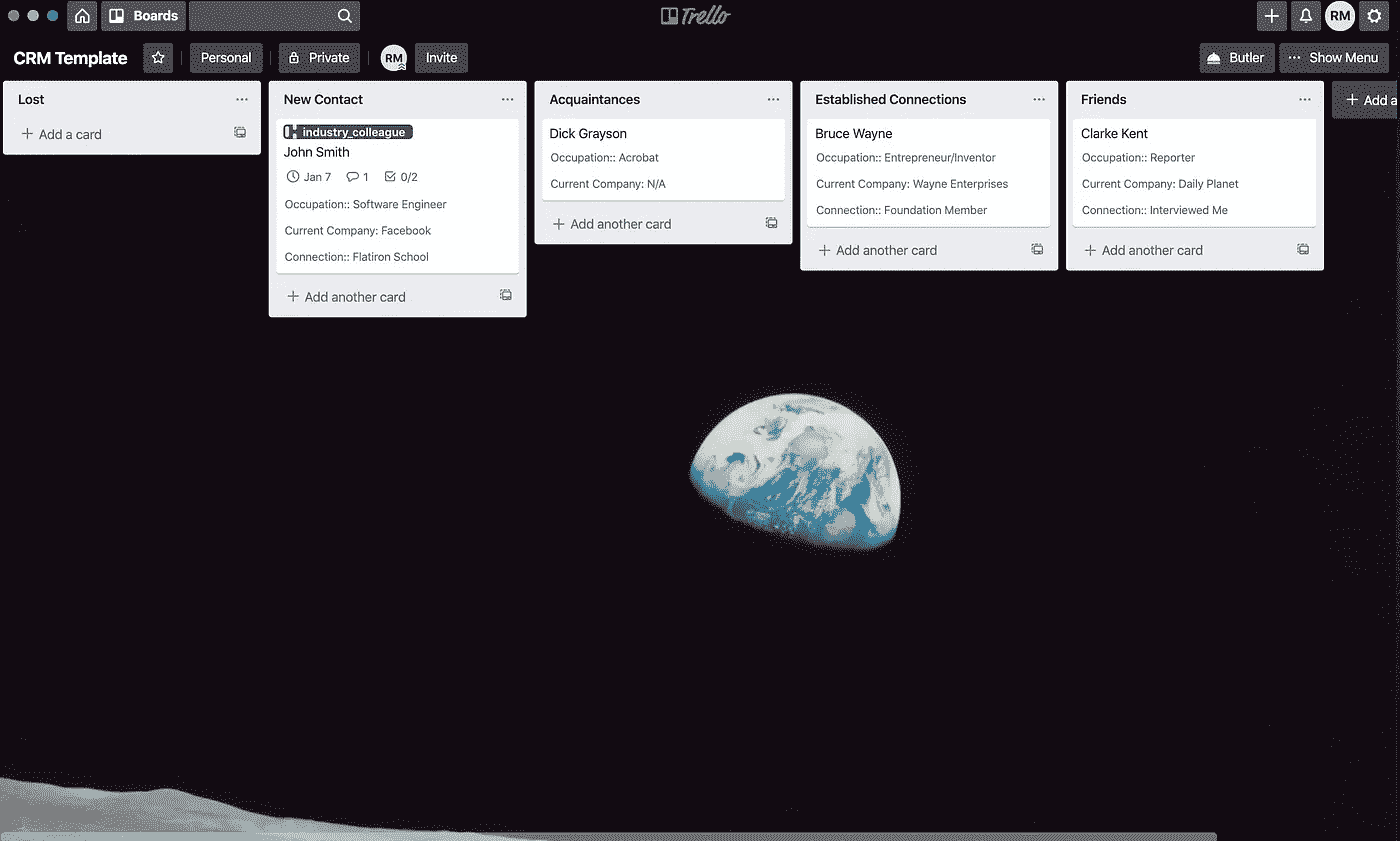 Boards
Trello
RM
CRM Template
Personal
Private
RM
Invite
Butler
Show Menu
Lost
+ Add a card
New Contact
industry_colleague
John Smith
Jan 7 1 0/2
Occupation:: Software Engineer
Current Company: Facebook
Connection:: Flatiron School
+ Add another card
Acquaintances
Dick Grayson
Occupation:: Acrobat
Current Company: N/A
+ Add another card
Established Connections
Bruce Wayne
Occupation:: Entrepreneur/Inventor
Current Company: Wayne Enterprises
Connection:: Foundation Member
+ Add another card
Friends
Clarke Kent
Occupation:: Reporter
Current Company: Daily Planet
Connection:: Interviewed Me
+ Add another card
+ Add a